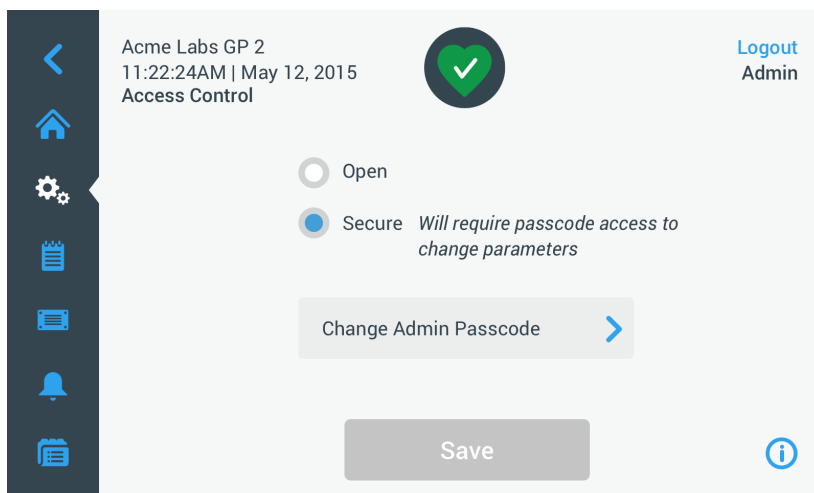 Acme Labs GP 2
11:22:24AM | May 12, 2015
Access Control
Logout
Admin
Open
Secure Will require passcode access to
change parameters
Change Admin Passcode
Save